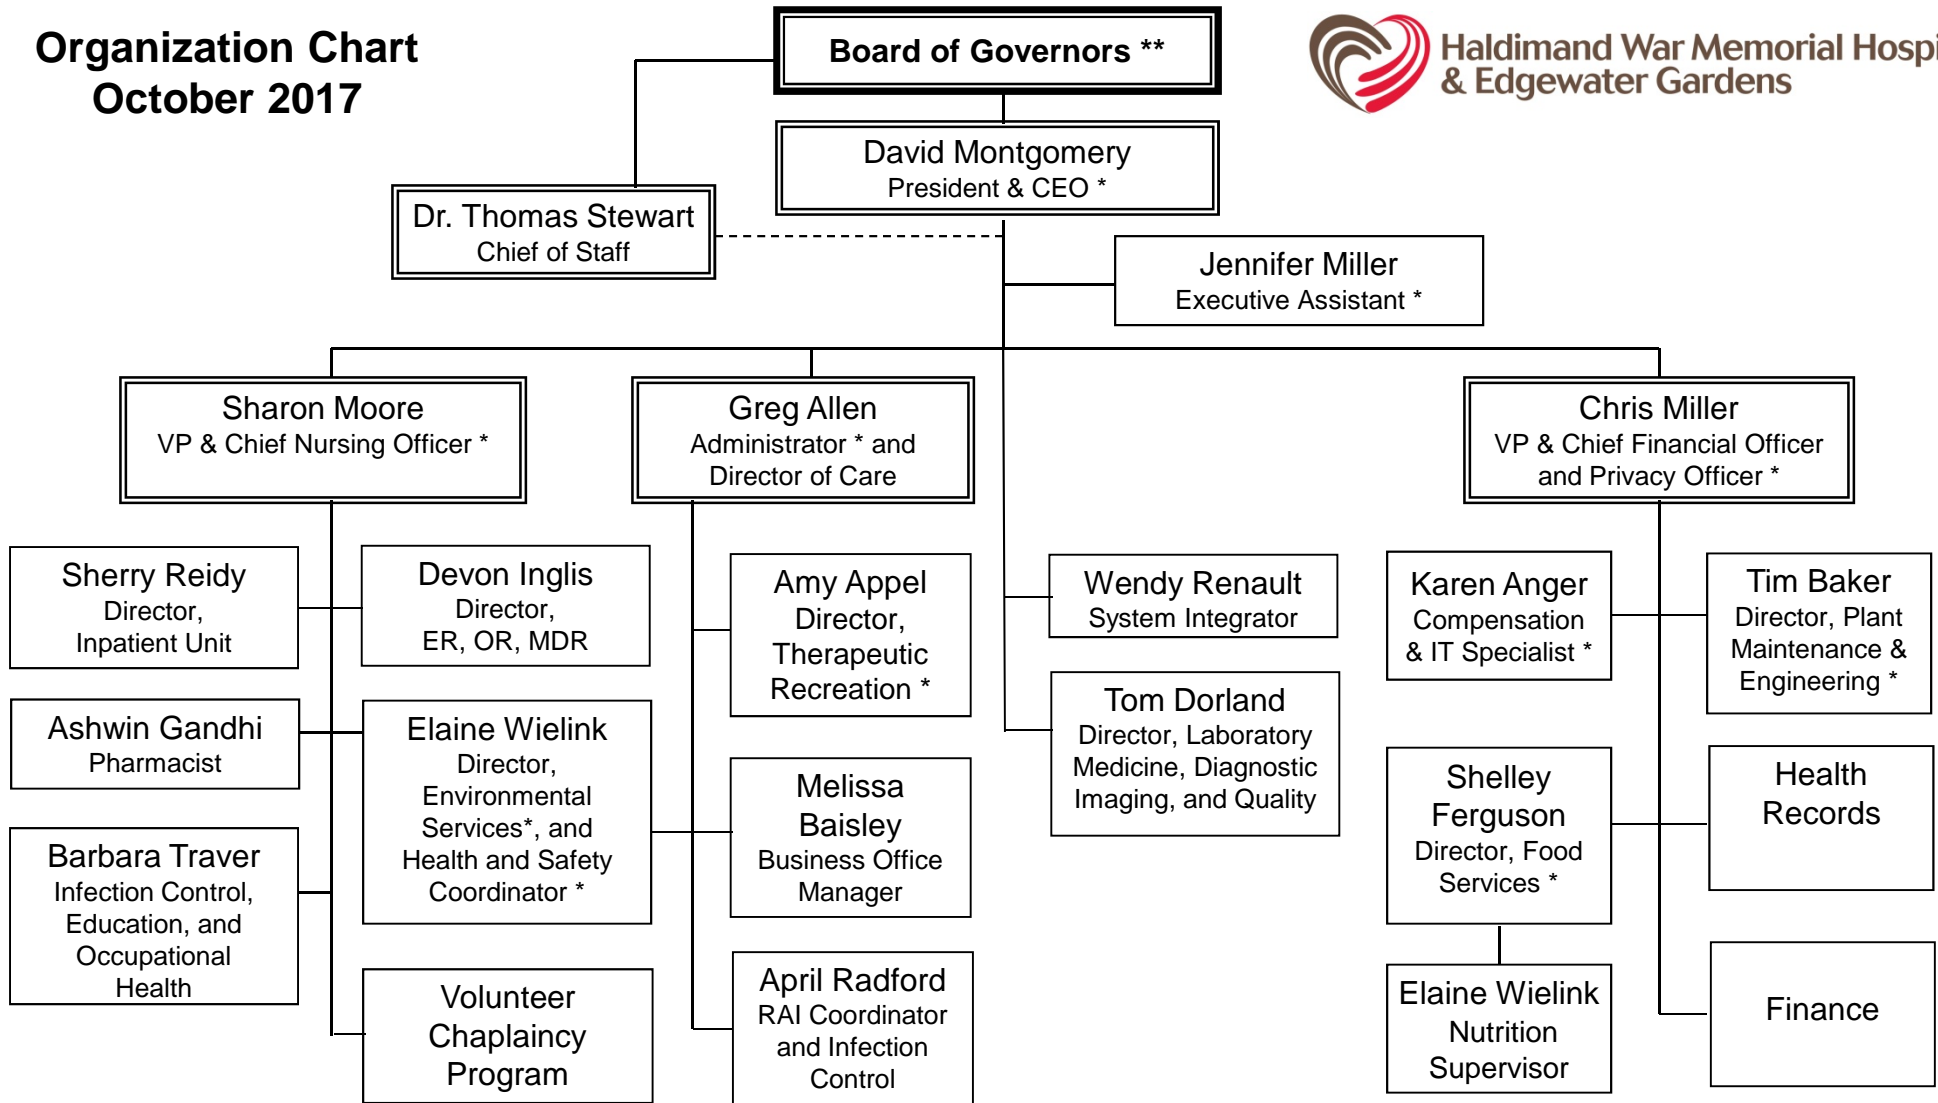 Organization Chart
October 2017
Board of Governors **
Haldimand War Memorial Hospi
& Edgewater Gardens
David Montgomery
President & CEO *
Dr. Thomas Stewart
Chief of Staff
Jennifer Miller
Executive Assistant *
Sharon Moore
VP & Chief Nursing Officer *
Greg Allen
Administrator * and
Director of Care
Chris Miller
VP & Chief Financial Officer
and Privacy Officer *
Sherry Reidy
Director,
Inpatient Unit
Devon Inglis
Director,
ER, OR, MDR
Ashwin Gandhi
Pharmacist
Elaine Wielink
Director,
Environmental
Services*, and
Health and Safety
Coordinator *
Barbara Traver
Infection Control,
Education, and
Occupational
Health
Volunteer
Chaplaincy
Program
Amy Appel
Director,
Therapeutic
Recreation *
Melissa
Baisley
Business Office
Manager
April Radford
RAI Coordinator
and Infection
Control
Wendy Renault
System Integrator
Tom Dorland
Director, Laboratory
Medicine, Diagnostic
Imaging, and Quality
Karen Anger
Compensation
& IT Specialist *
Tim Baker
Director, Plant
Maintenance &
Engineering *
Shelley
Ferguson
Director, Food
Services *
Health
Records
Elaine Wielink
Nutrition
Supervisor
Finance